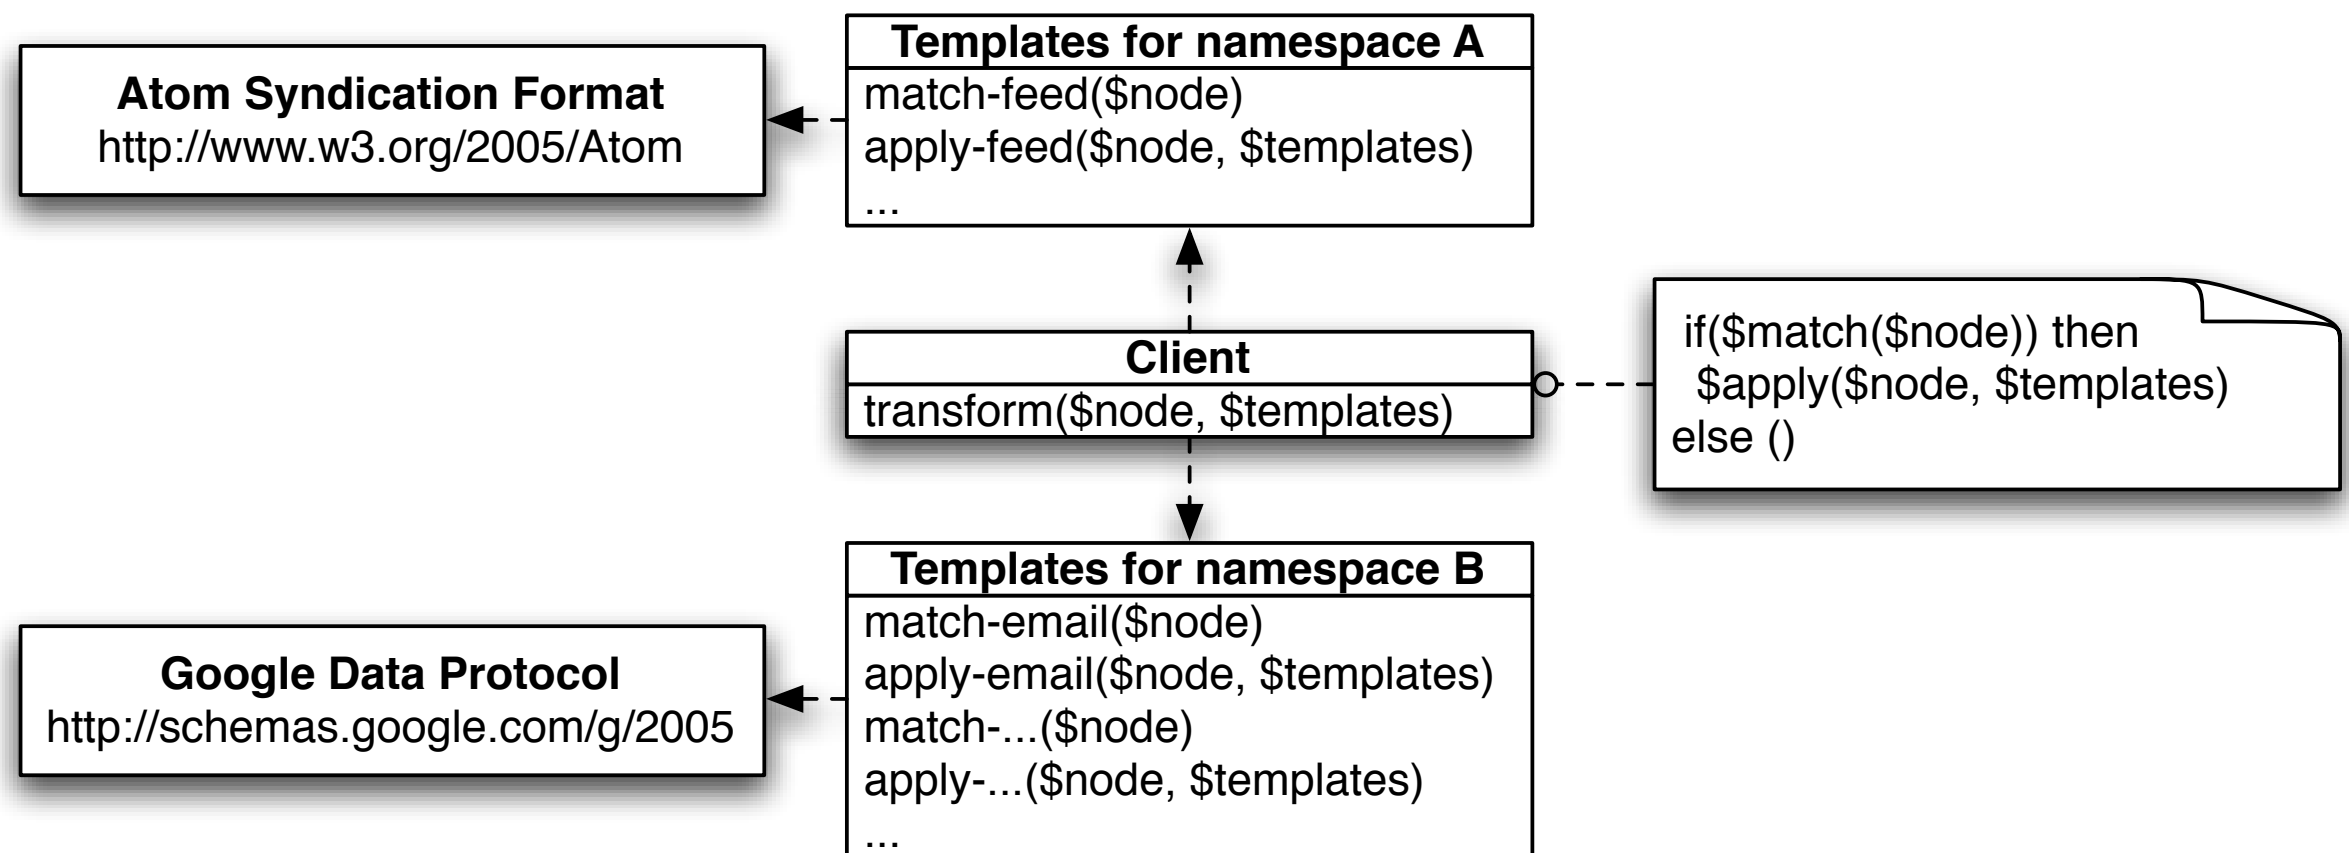 Atom Syndication Format
http://www.w3.org/2005/Atom
Templates for namespace A
match-feed($node)
apply-feed($node, $templates)
...
Client
transform($node, $templates)
if($match($node)) then
$apply($node, $templates)
else ()
Google Data Protocol
http://schemas.google.com/g/2005
Templates for namespace B
match-email($node)
apply-email($node, $templates)
match-...($node)
apply-...($node, $templates)
...